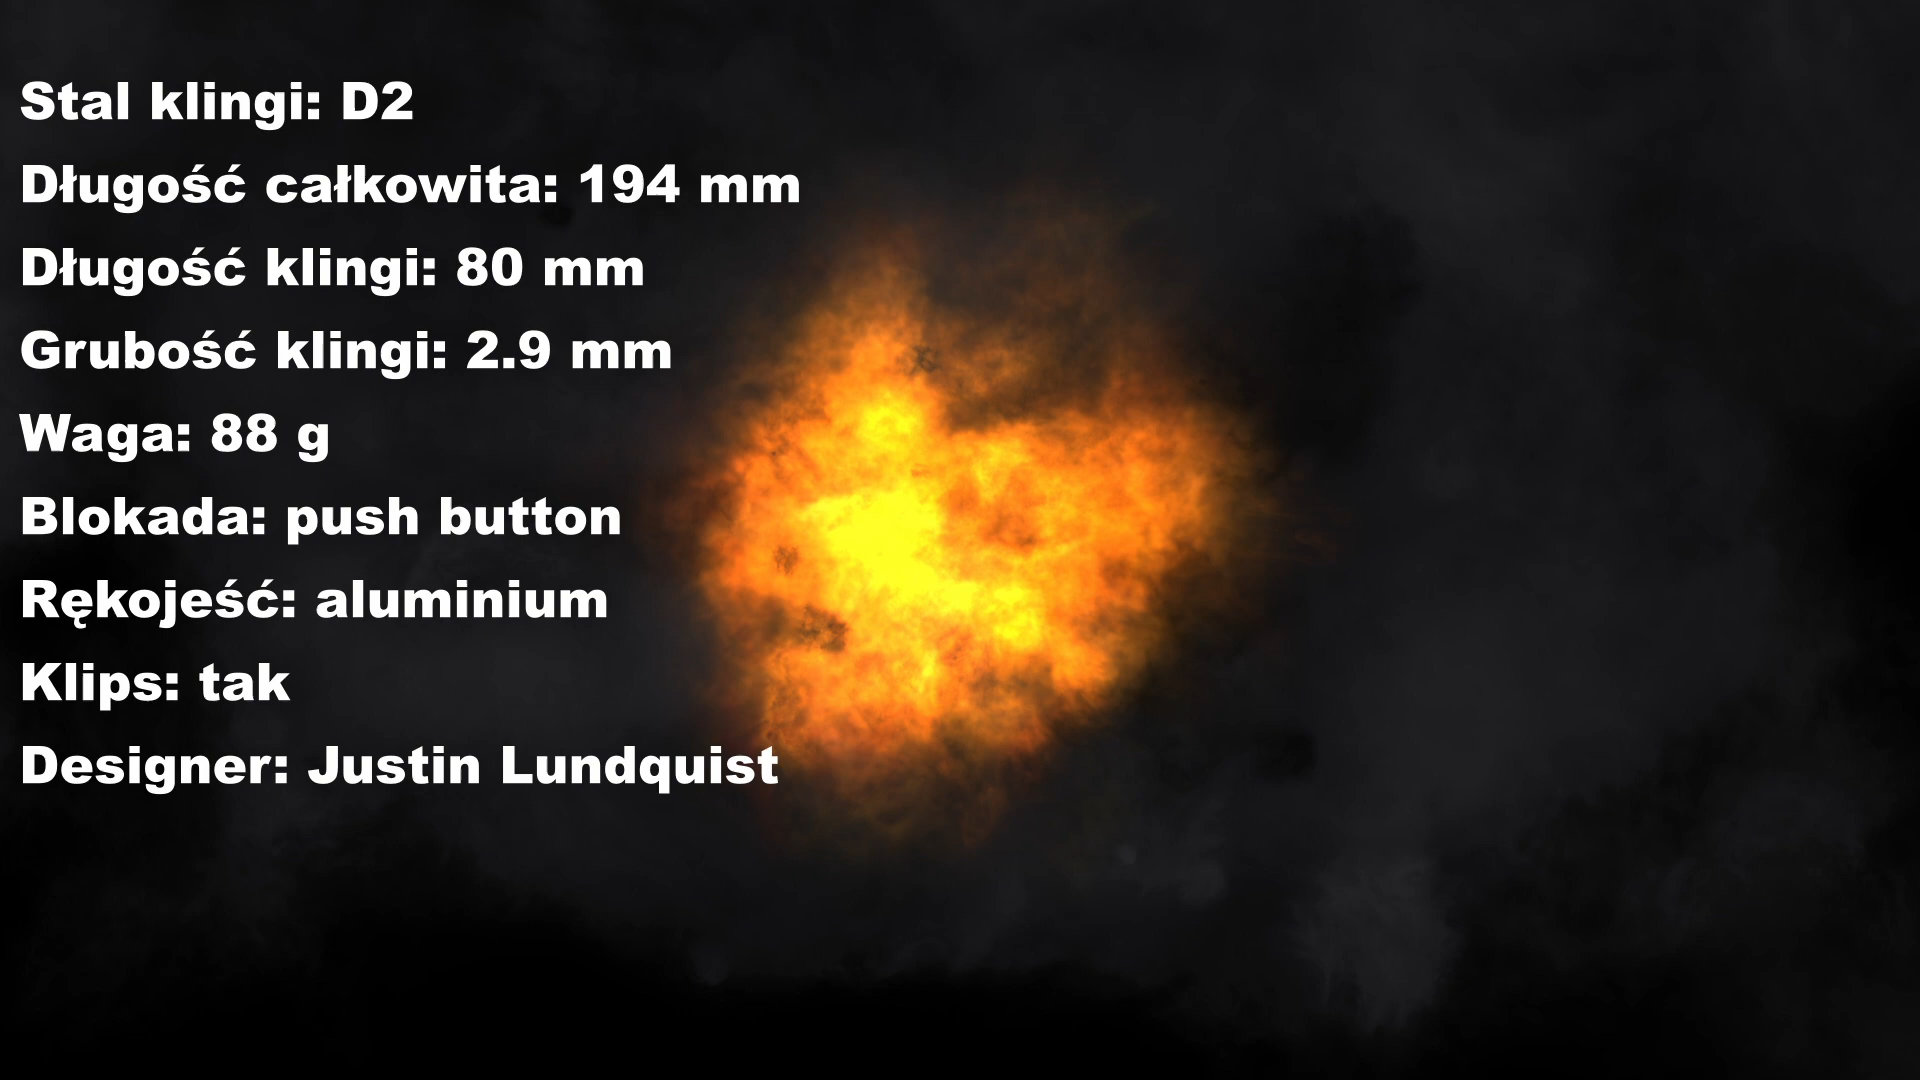 Stal klingi: D2
Długość całkowita: 194 mm
Długość klingi: 80 mm
Grubość klingi: 2.9 mm
Waga: 88 g
Blokada: push button
Rękojeść: aluminium
Klips: tak
Designer: Justin Lundquist